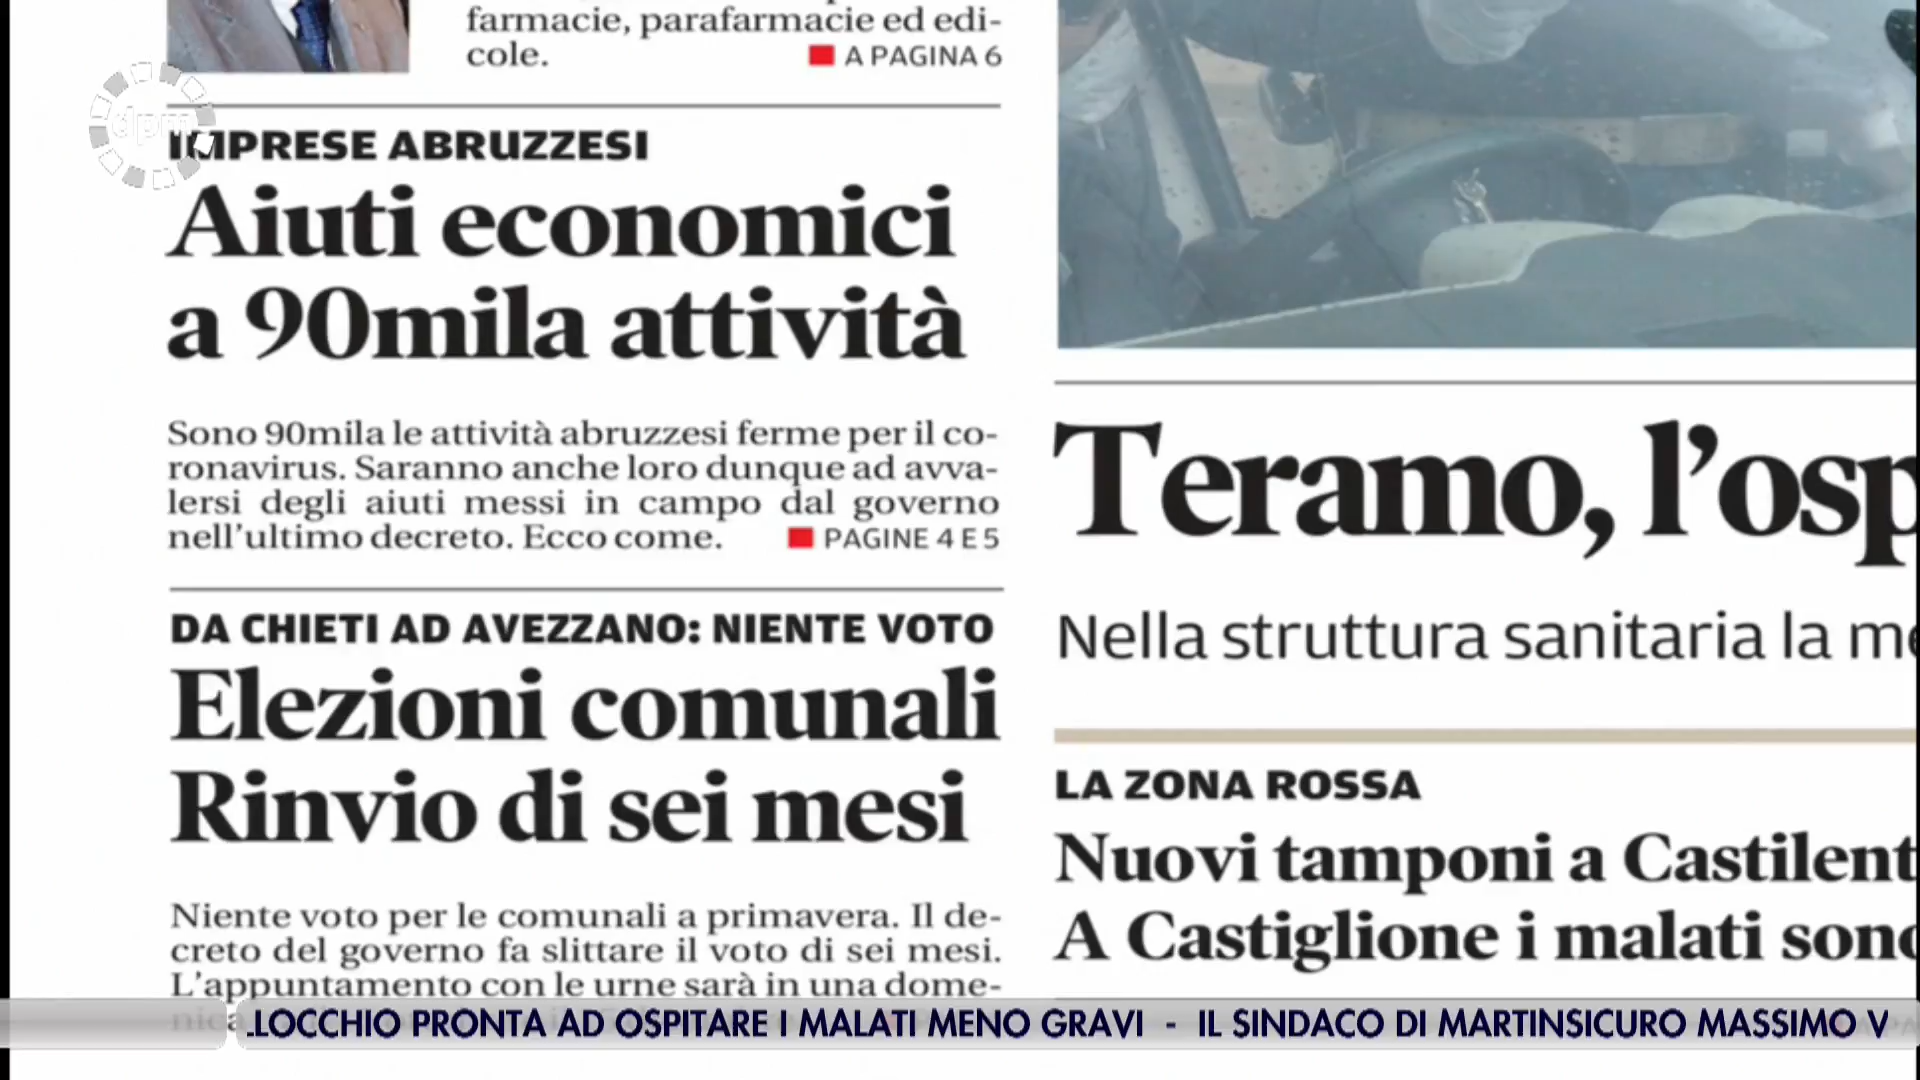 farmacie, parafarmacie ed edi-
cole.
A PAGINA 6
dpm
IMPRESE ABRUZZESI
Aiuti economici
a 90mila attività
Sono 90mila le attività abruzzesi ferme per il co-
ronavirus. Saranno anche loro dunque ad avva-
lersi degli aiuti messi in campo dal governo
nell'ultimo decreto. Ecco come.
PAGINE 4 E 5
DA CHIETI AD AVEZZANO: NIENTE VOTO
Elezioni comunali
Rinvio di sei mesi
Niente voto per le comunali a primavera. Il de-
creto del governo fa slittare il voto di sei mesi.
L'appuntamento con le urne sarà in una dome-
Teramo, l'osp
Nella struttura sanitaria la
LA ZONA ROSSA
Nuovi tamponi a Castilent
A Castiglione i malati sono
LOCCHIO PRONTA AD OSPITARE I MALATI MENO GRAVI - IL SINDACO DI MARTINSICURO MASSIMO V